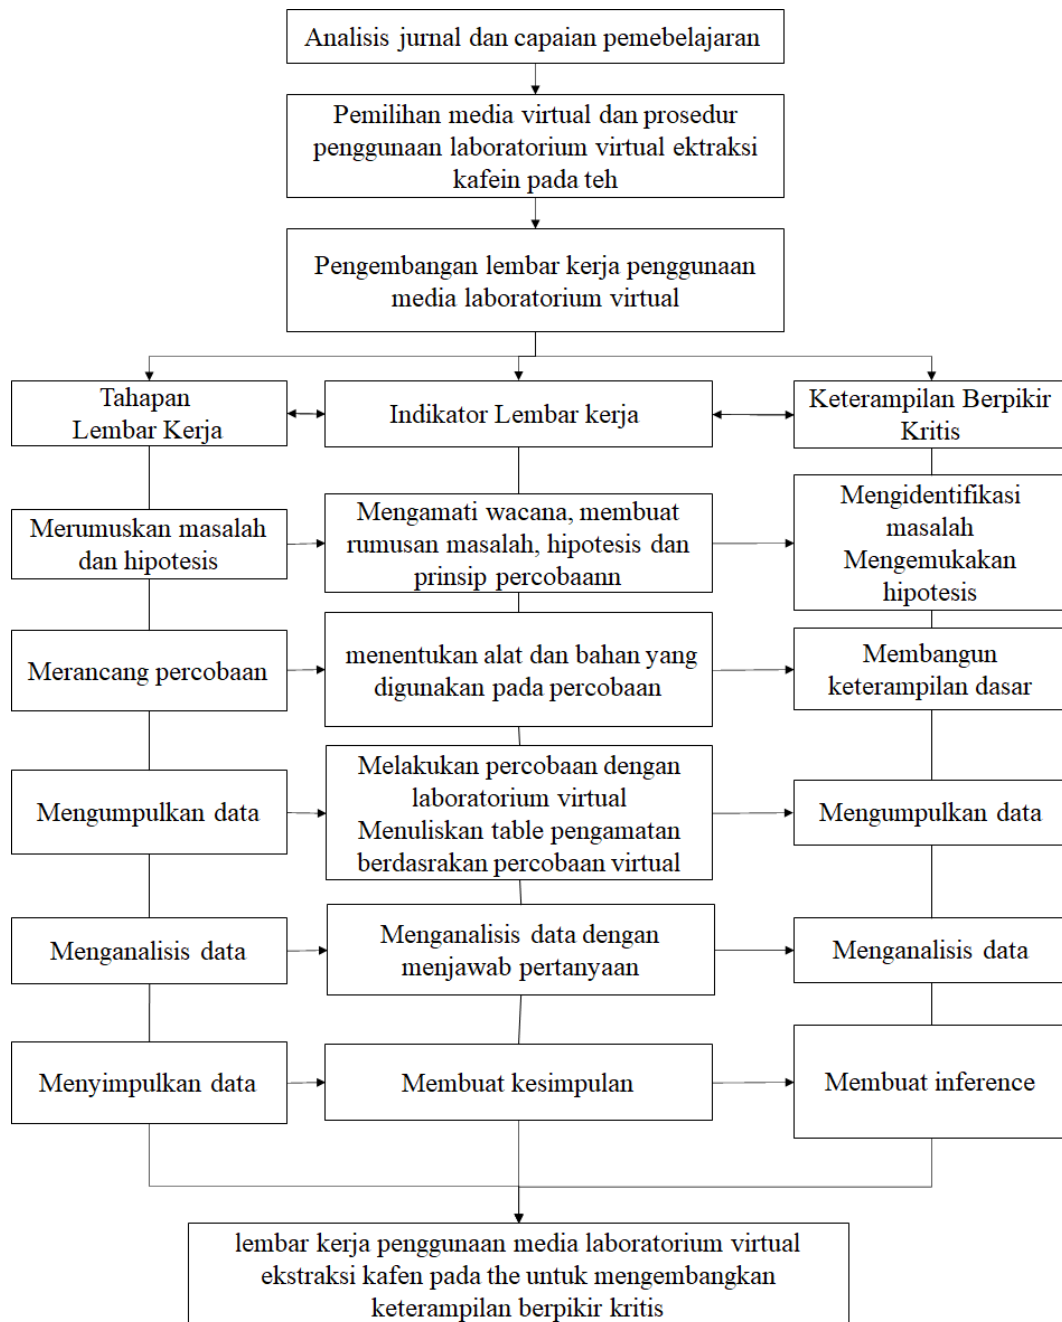 Analisis jurnal dan capaian pemebelajaran
Pemilihan media virtual dan prosedur
penggunaan laboratorium virtual ektraksi
kafein pada teh
Pengembangan lembar kerja penggunaan
media laboratorium virtual
Tahapan
Lembar Kerja
Indikator Lembar kerja
Keterampilan Berpikir
Kritis
Merumuskan masalah
dan hipotesis
Mengamati wacana, membuat
rumusan masalah, hipotesis dan
prinsip percobaann
Mengidentifikasi
masalah
Mengemukakan
hipotesis
Merancang percobaan
menentukan alat dan bahan yang
digunakan pada percobaan
Membangun
keterampilan dasar
Mengumpulkan data
Melakukan percobaan dengan
laboratorium virtual
Menuliskan table pengamatan
berdasrakan percobaan virtual
Mengumpulkan data
Menganalisis data
Menganalisis data dengan
menjawab pertanyaan
Menganalisis data
Menyimpulkan data
Membuat kesimpulan
Membuat inference
lembar kerja penggunaan media laboratorium virtual
ekstraksi kafen pada the untuk mengembangkan
keterampilan berpikir kritis